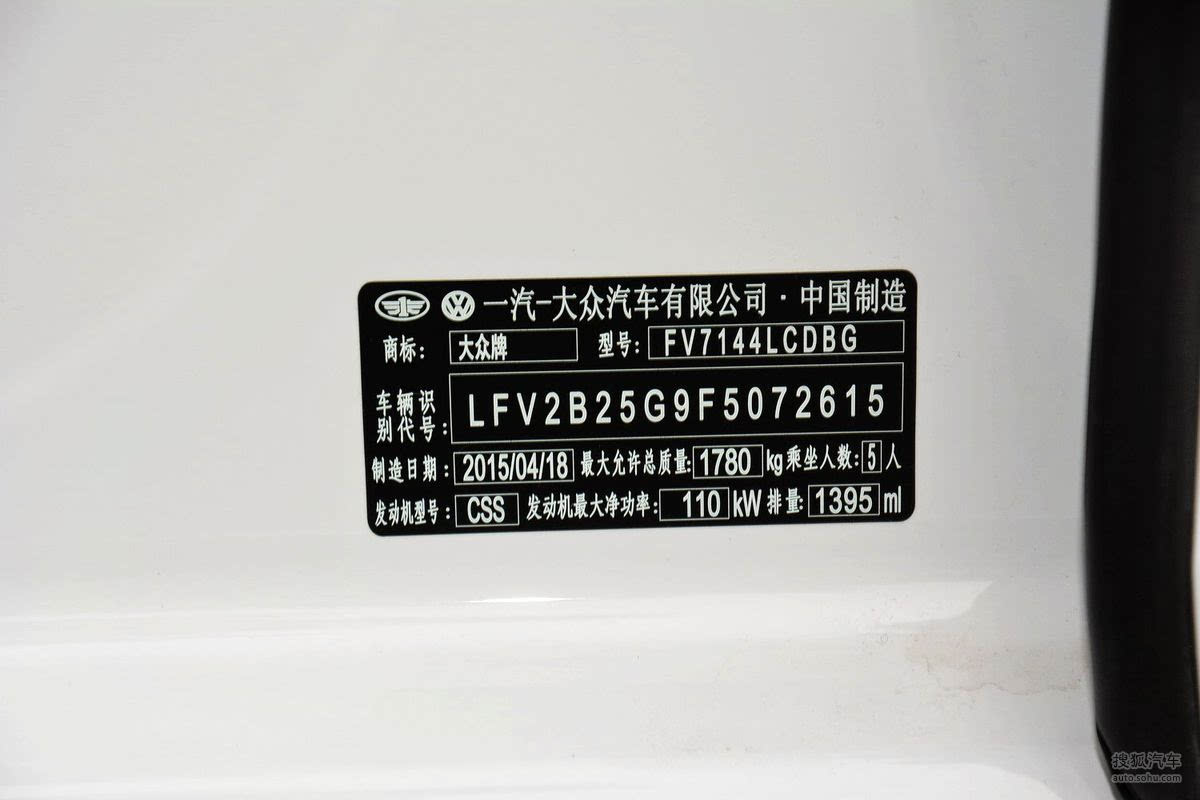 一汽-大众汽车有限公司·中国制造
商标: 大众牌 型号: FV7144LCDBG
车辆识
别代号: LFV2B25G9F5072615
制造日期: 2015/04/18 最大允许总质量: 1780 kg 乘坐人数: 5 人
发动机型号: CSS 发动机最大净功率: 110 kW 排量: 1395 ml
搜狐汽车
auto.sohu.com